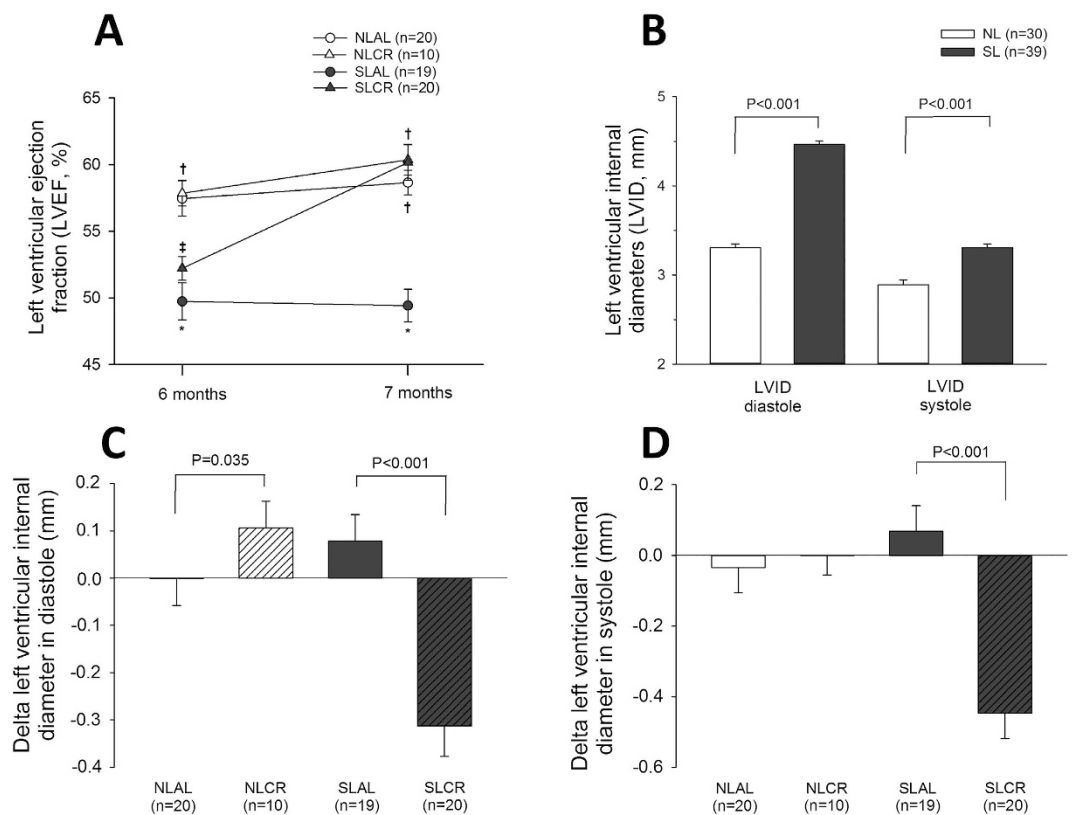 A
NLAL (n=20)
NLCR (n=10)
SLAL (n=19)
SLCR (n=20)
Left ventricular ejection
fraction (LVEF, %)
65
60
55
50
45
†
†
†
‡
*
*
6 months
7 months
B
NL (n=30)
SL (n=39)
Left ventricular internal
diameters (LVID, mm)
5
4
3
2
P<0.001
P<0.001
LVID
diastole
LVID
systole
C
Delta left ventricular internal
diameter in diastole (mm)
0.2
0.1
0.0
-0.1
-0.2
-0.3
-0.4
P=0.035
P<0.001
NLAL
(n=20)
NLCR
(n=10)
SLAL
(n=19)
SLCR
(n=20)
D
Delta left ventricular internal
diameter in systole (mm)
0.2
0.0
-0.2
-0.4
-0.6
P<0.001
NLAL
(n=20)
NLCR
(n=10)
SLAL
(n=19)
SLCR
(n=20)